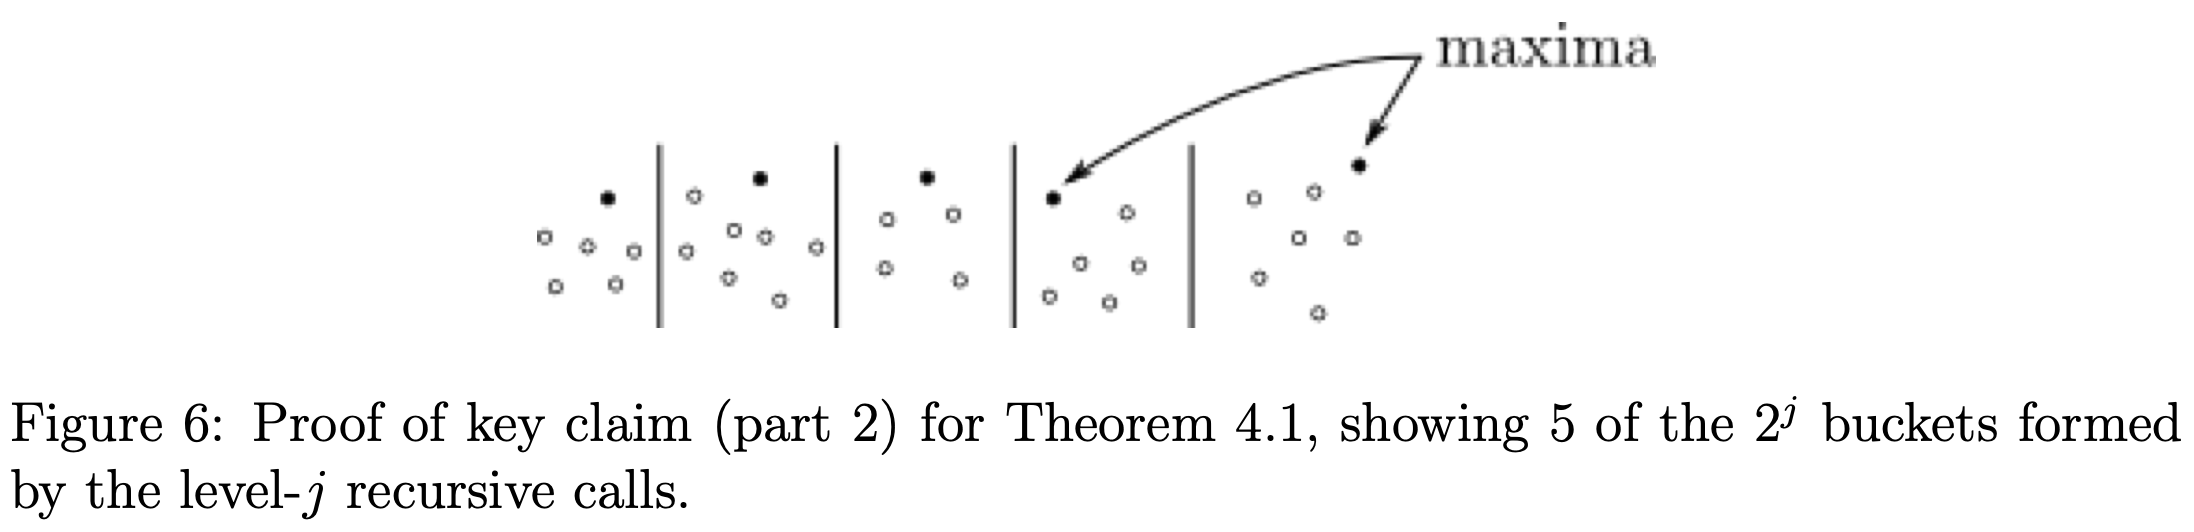 maxima
Figure 6: Proof of key claim (part 2) for Theorem 4.1, showing 5 of the 2^j buckets formed
by the level-j recursive calls.